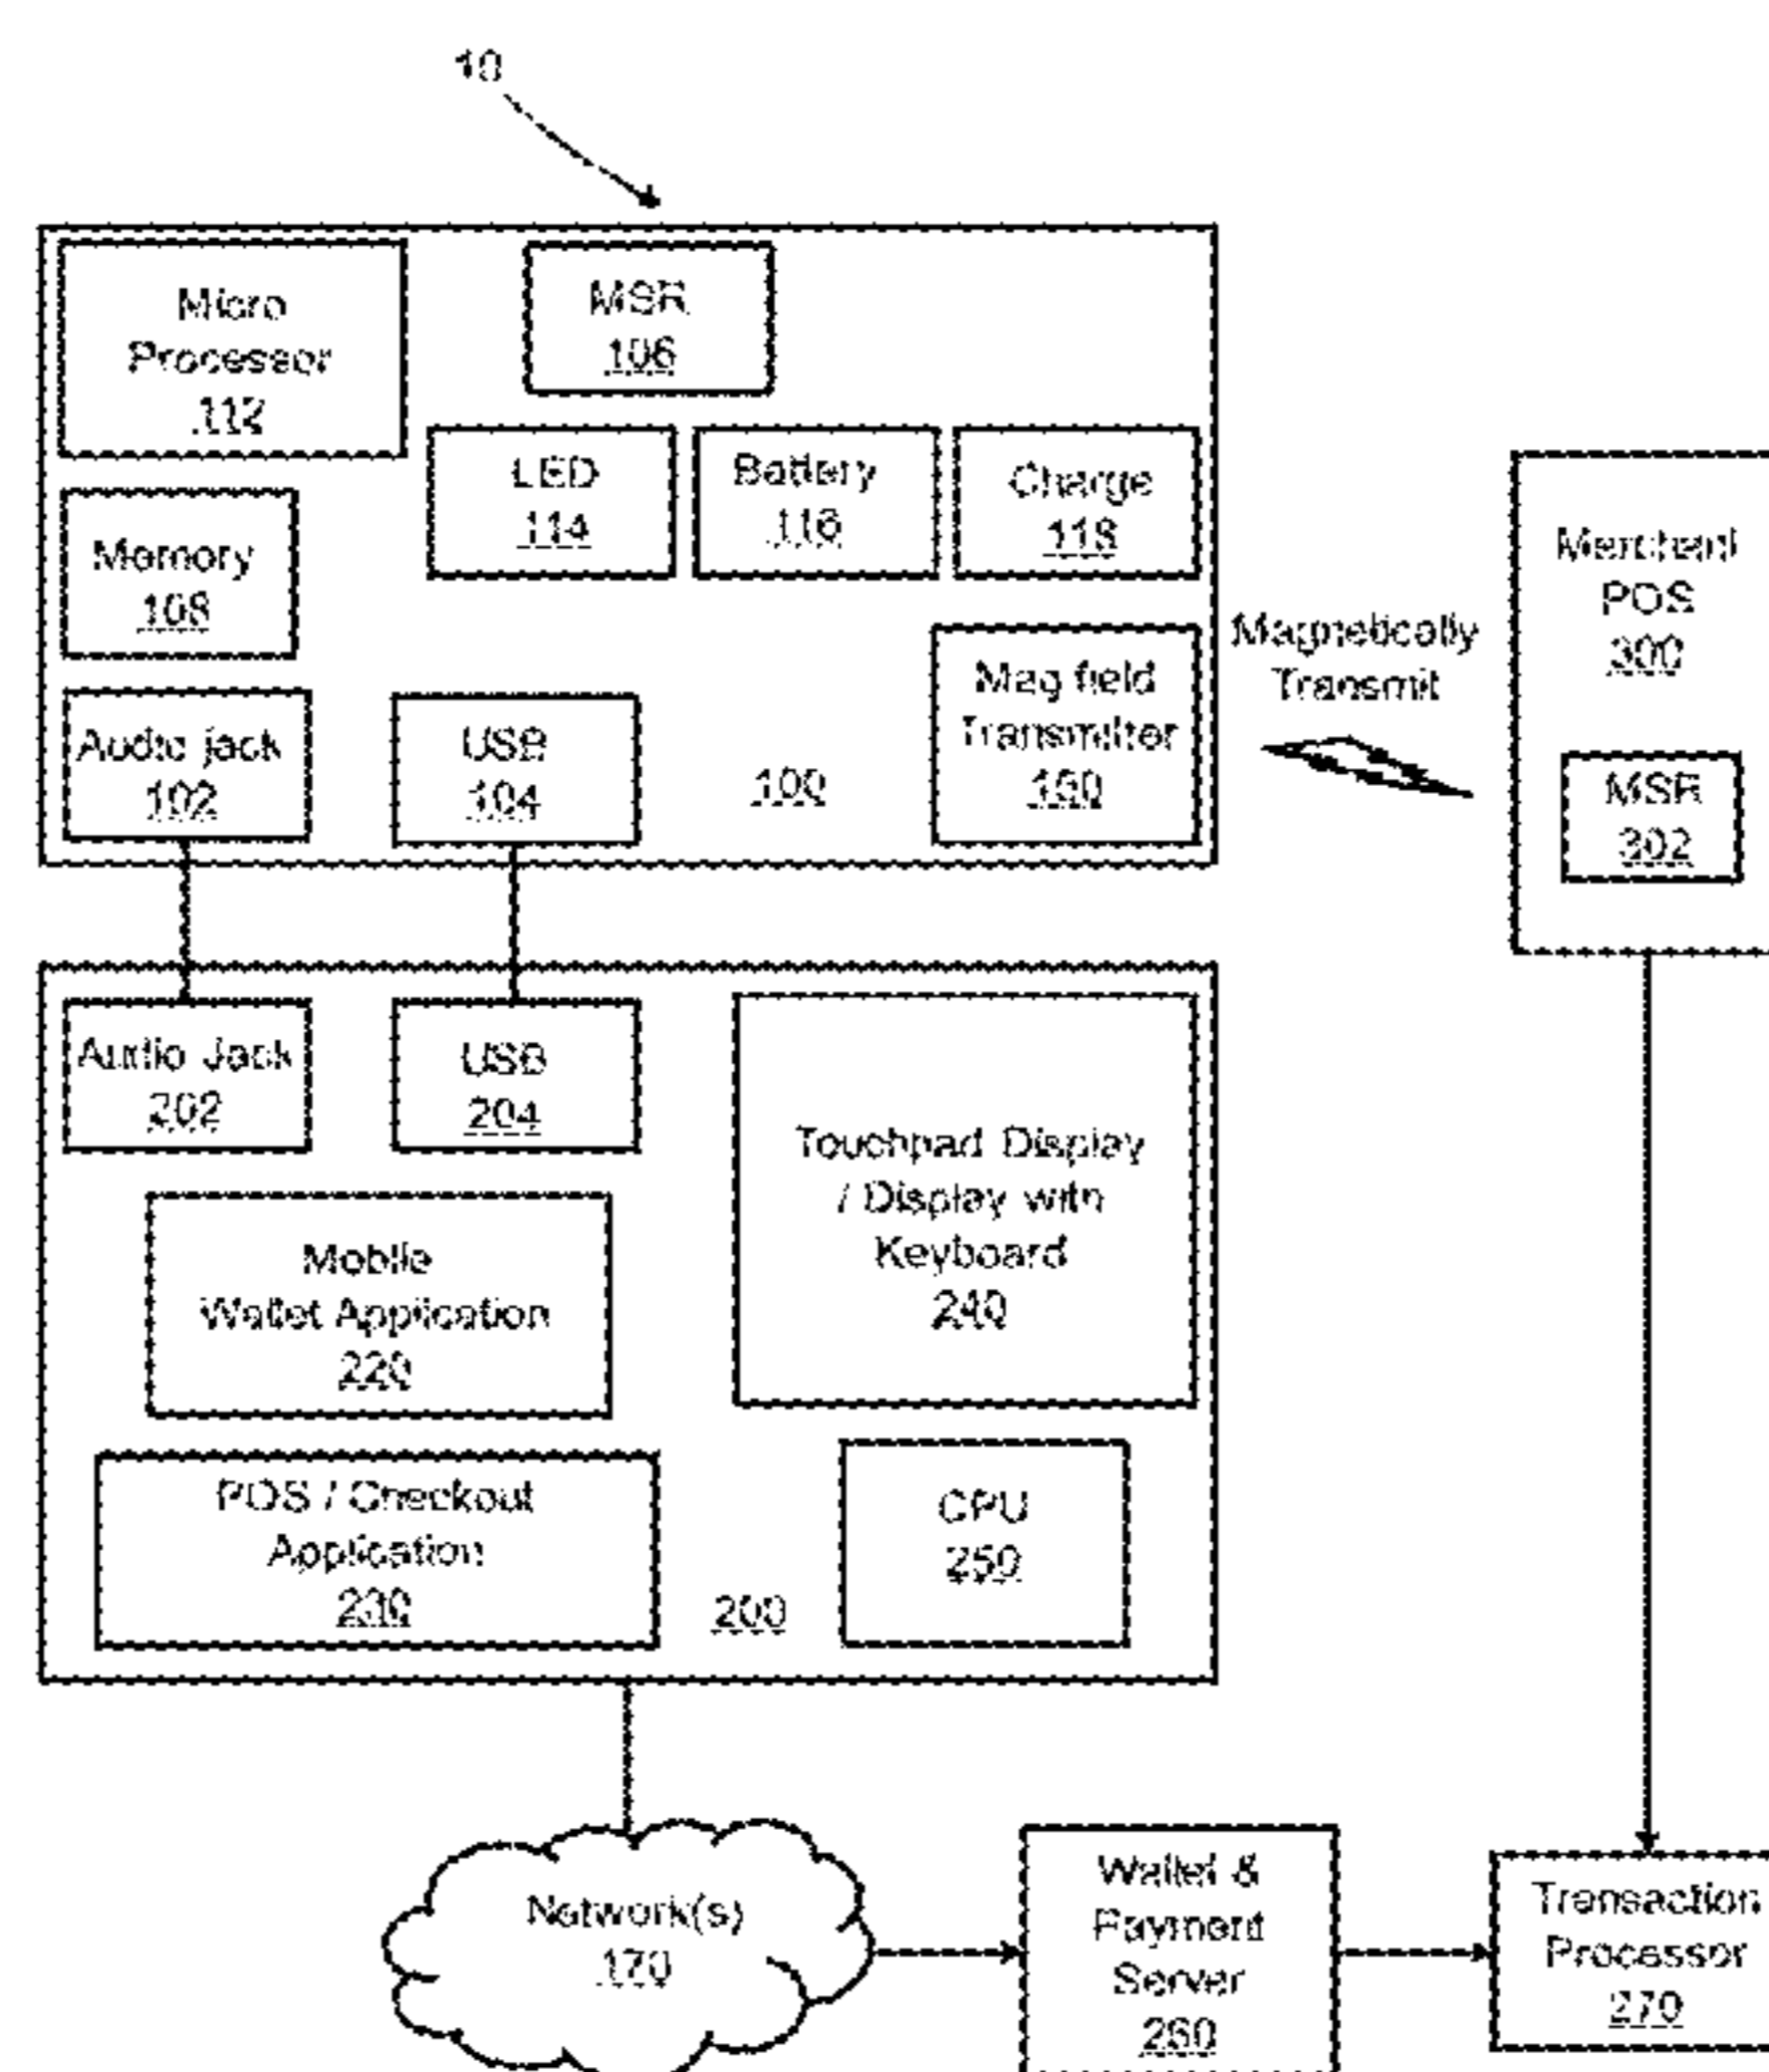 10
Micro
Processor
112
MSR
106
LED
114
Battery
116
Charge
118
Memory
108
Audio jack
102
USB
104
100
Mag field
Transmitter
150
Magnetically
Transmit
Merchant
POS
300
MSR
302
Audio Jack
202
USB
204
Touchpad Display
/ Display with
Keyboard
240
Mobile
Wallet Application
220
POS / Checkout
Application
230
200
CPU
250
Network(s)
170
Wallet &
Payment
Server
260
Transaction
Processor
270